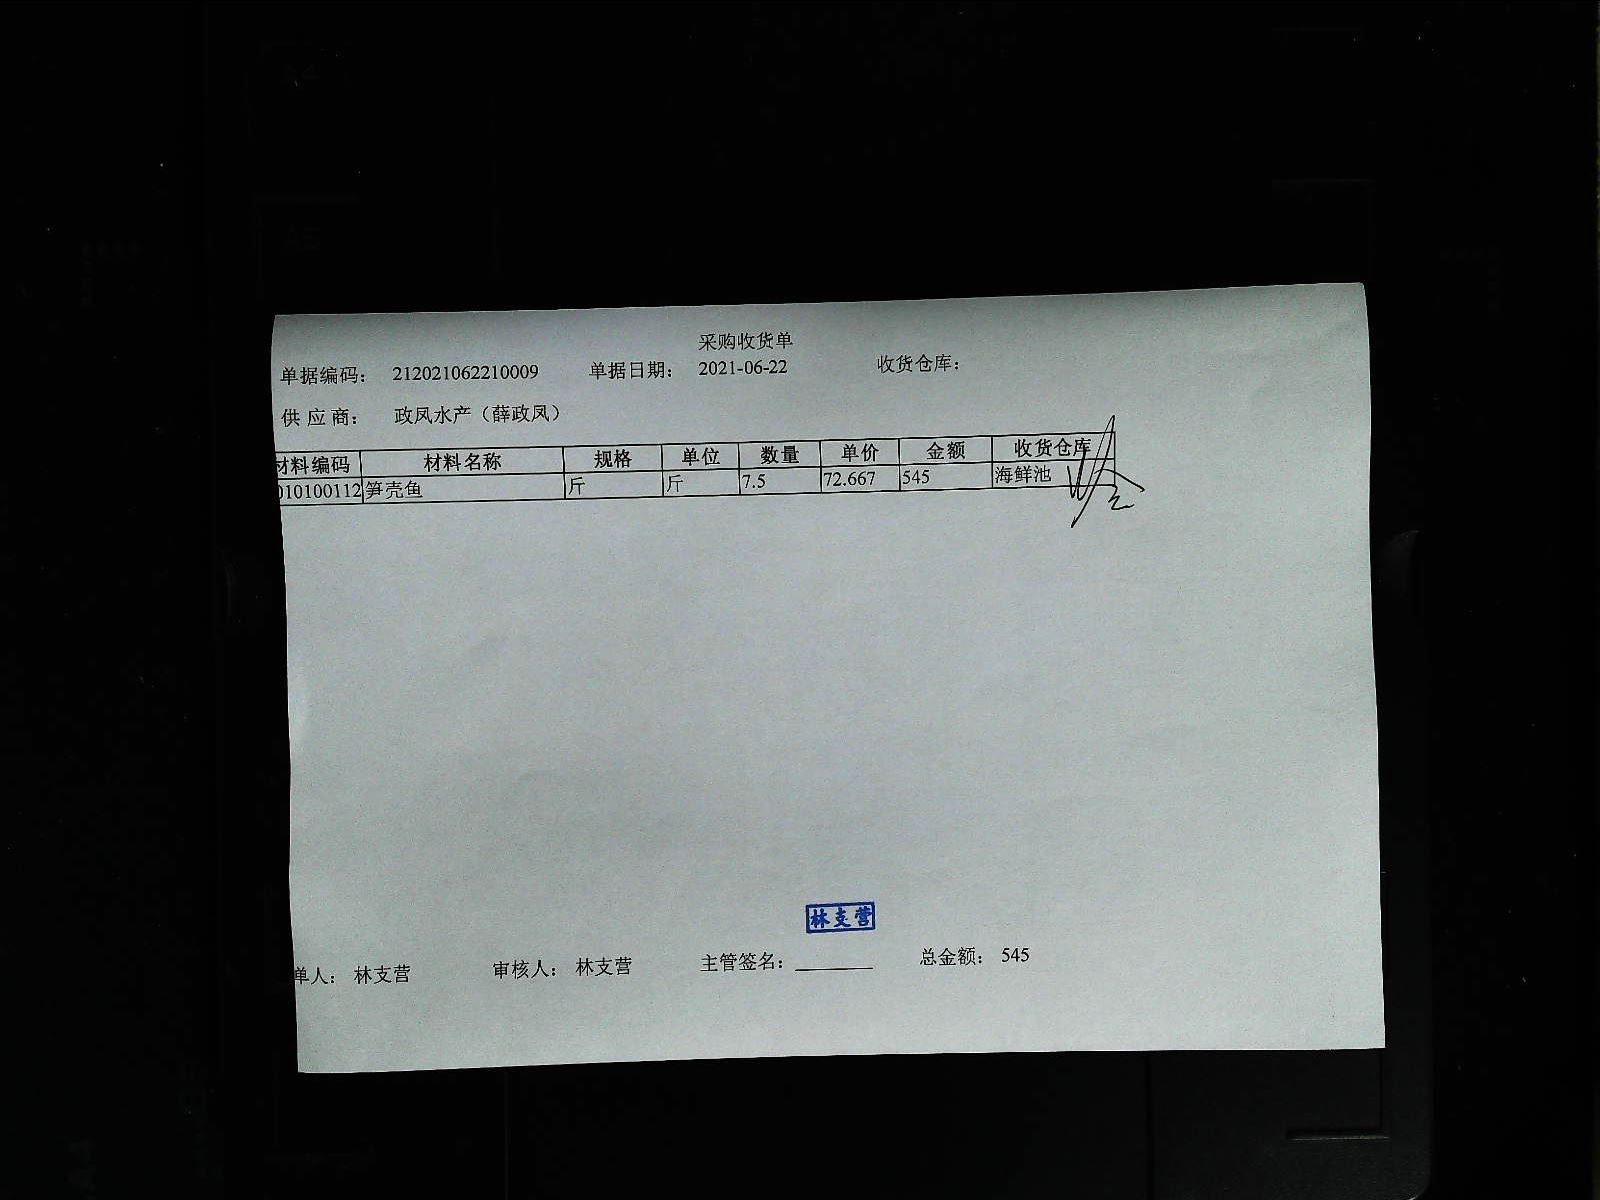 采购收货单
单据编码： 212021062210009 单据日期： 2021-06-22 收货仓库：
供应商： 政凤水产（薛政凤）
材料编码 材料名称 规格 单位 数量 单价 金额 收货仓库
010100112 笋壳鱼 斤 斤 7.5 72.667 545 海鲜池
林支营
单人： 林支营 审核人： 林支营 主管签名： 总金额： 545